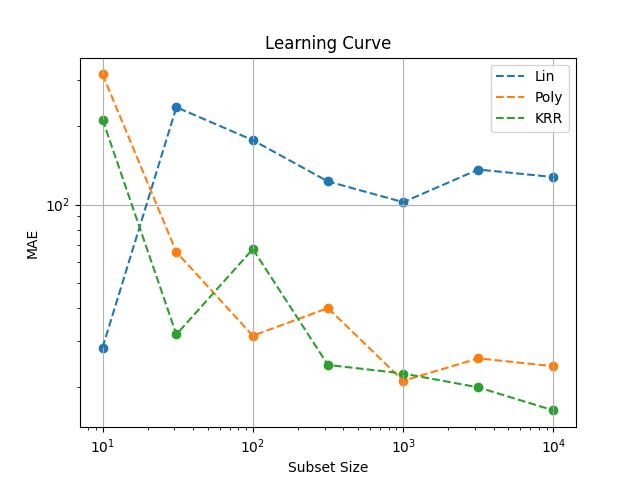 Learning Curve
Lin
Poly
KRR
10²
MAE
10¹ 10² 10³ 10⁴
Subset Size